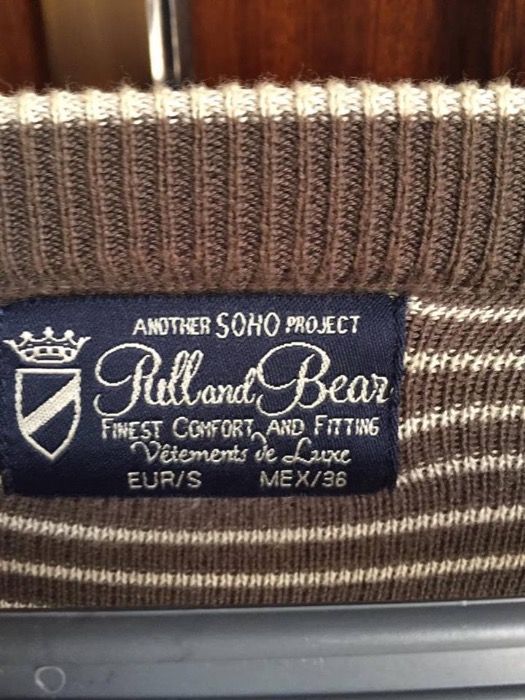 ANOTHER SOHO PROJECT
Pull and Bear
FINEST COMFORT AND FITTING
Vêtements de Luxe
EUR/S MEX/36